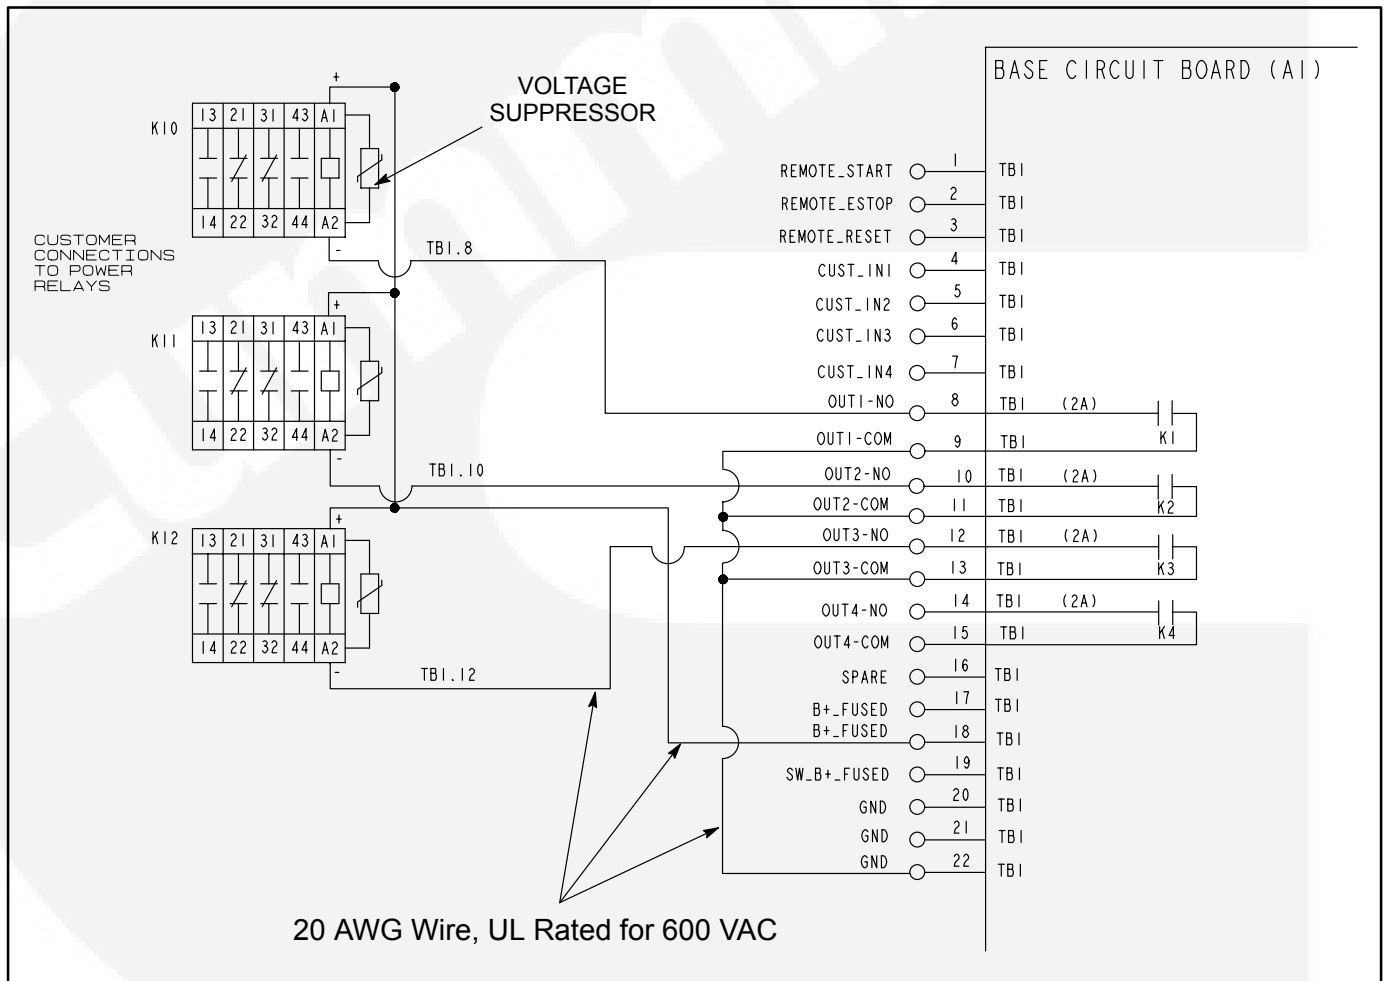 BASE CIRCUIT BOARD (A1)
VOLTAGE
SUPPRESSOR
+
K10
13 21 31 43 A1
14 22 32 44 A2
-
CUSTOMER
CONNECTIONS
TO POWER
RELAYS
TB1.8
+
K11
13 21 31 43 A1
14 22 32 44 A2
-
TB1.10
+
K12
13 21 31 43 A1
14 22 32 44 A2
-
TB1.12
REMOTE_START 1 TB1
REMOTE_ESTOP 2 TB1
REMOTE_RESET 3 TB1
CUST_IN1 4 TB1
CUST_IN2 5 TB1
CUST_IN3 6 TB1
CUST_IN4 7 TB1
OUT1-NO 8 TB1 (2A)
K1
OUT1-COM 9 TB1
OUT2-NO 10 TB1 (2A)
K2
OUT2-COM 11 TB1
OUT3-NO 12 TB1 (2A)
K3
OUT3-COM 13 TB1
OUT4-NO 14 TB1 (2A)
K4
OUT4-COM 15 TB1
SPARE 16 TB1
B+_FUSED 17 TB1
B+_FUSED 18 TB1
SW_B+_FUSED 19 TB1
GND 20 TB1
GND 21 TB1
GND 22 TB1
20 AWG Wire, UL Rated for 600 VAC